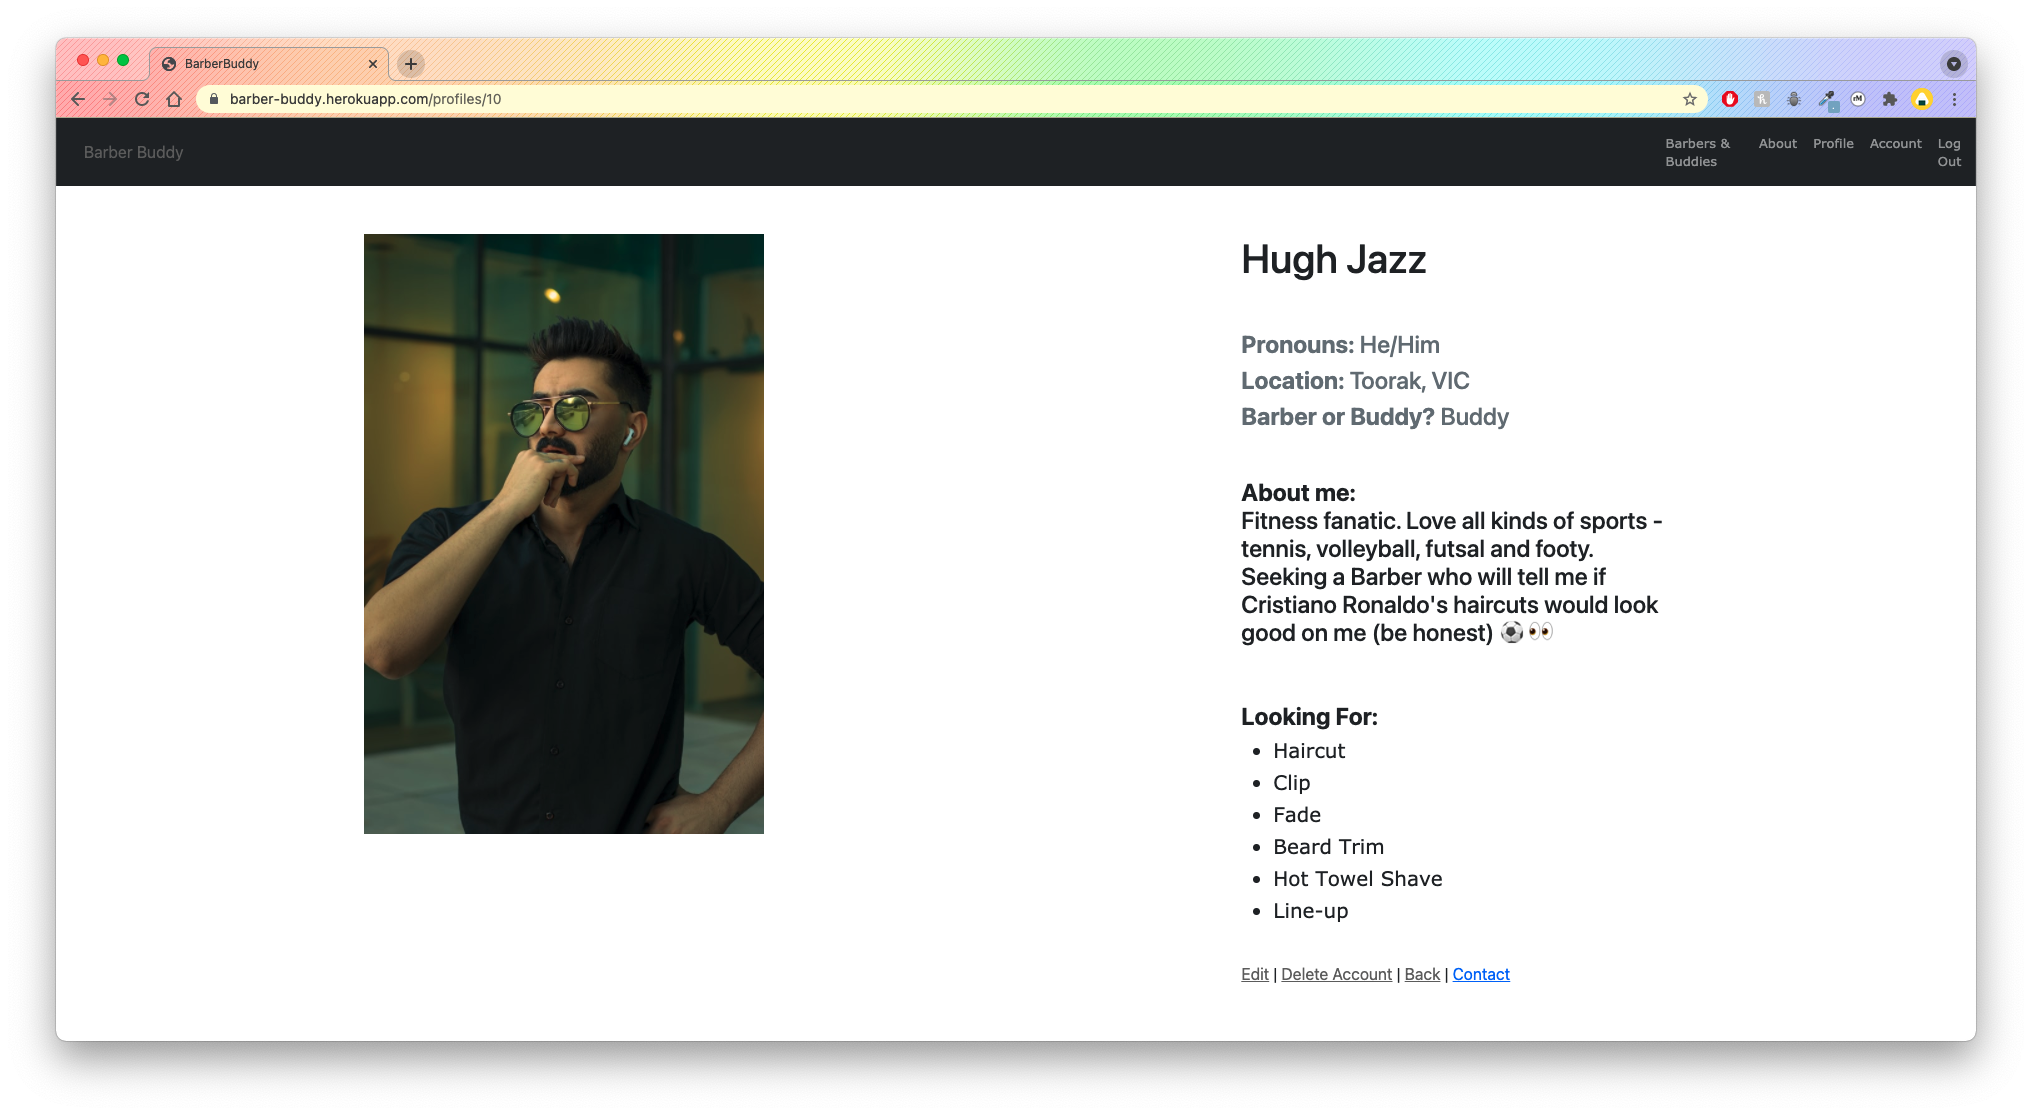 BarberBuddy
barber-buddy.herokuapp.com/profiles/10
Barber Buddy
Barbers & Buddies
About
Profile
Account
Log Out
Hugh Jazz
Pronouns: He/Him
Location: Toorak, VIC
Barber or Buddy? Buddy
About me:
Fitness fanatic. Love all kinds of sports -
tennis, volleyball, futsal and footy.
Seeking a Barber who will tell me if
Cristiano Ronaldo's haircuts would look
good on me (be honest) ⚽👀
Looking For:
• Haircut
• Clip
• Fade
• Beard Trim
• Hot Towel Shave
• Line-up
Edit | Delete Account | Back | Contact